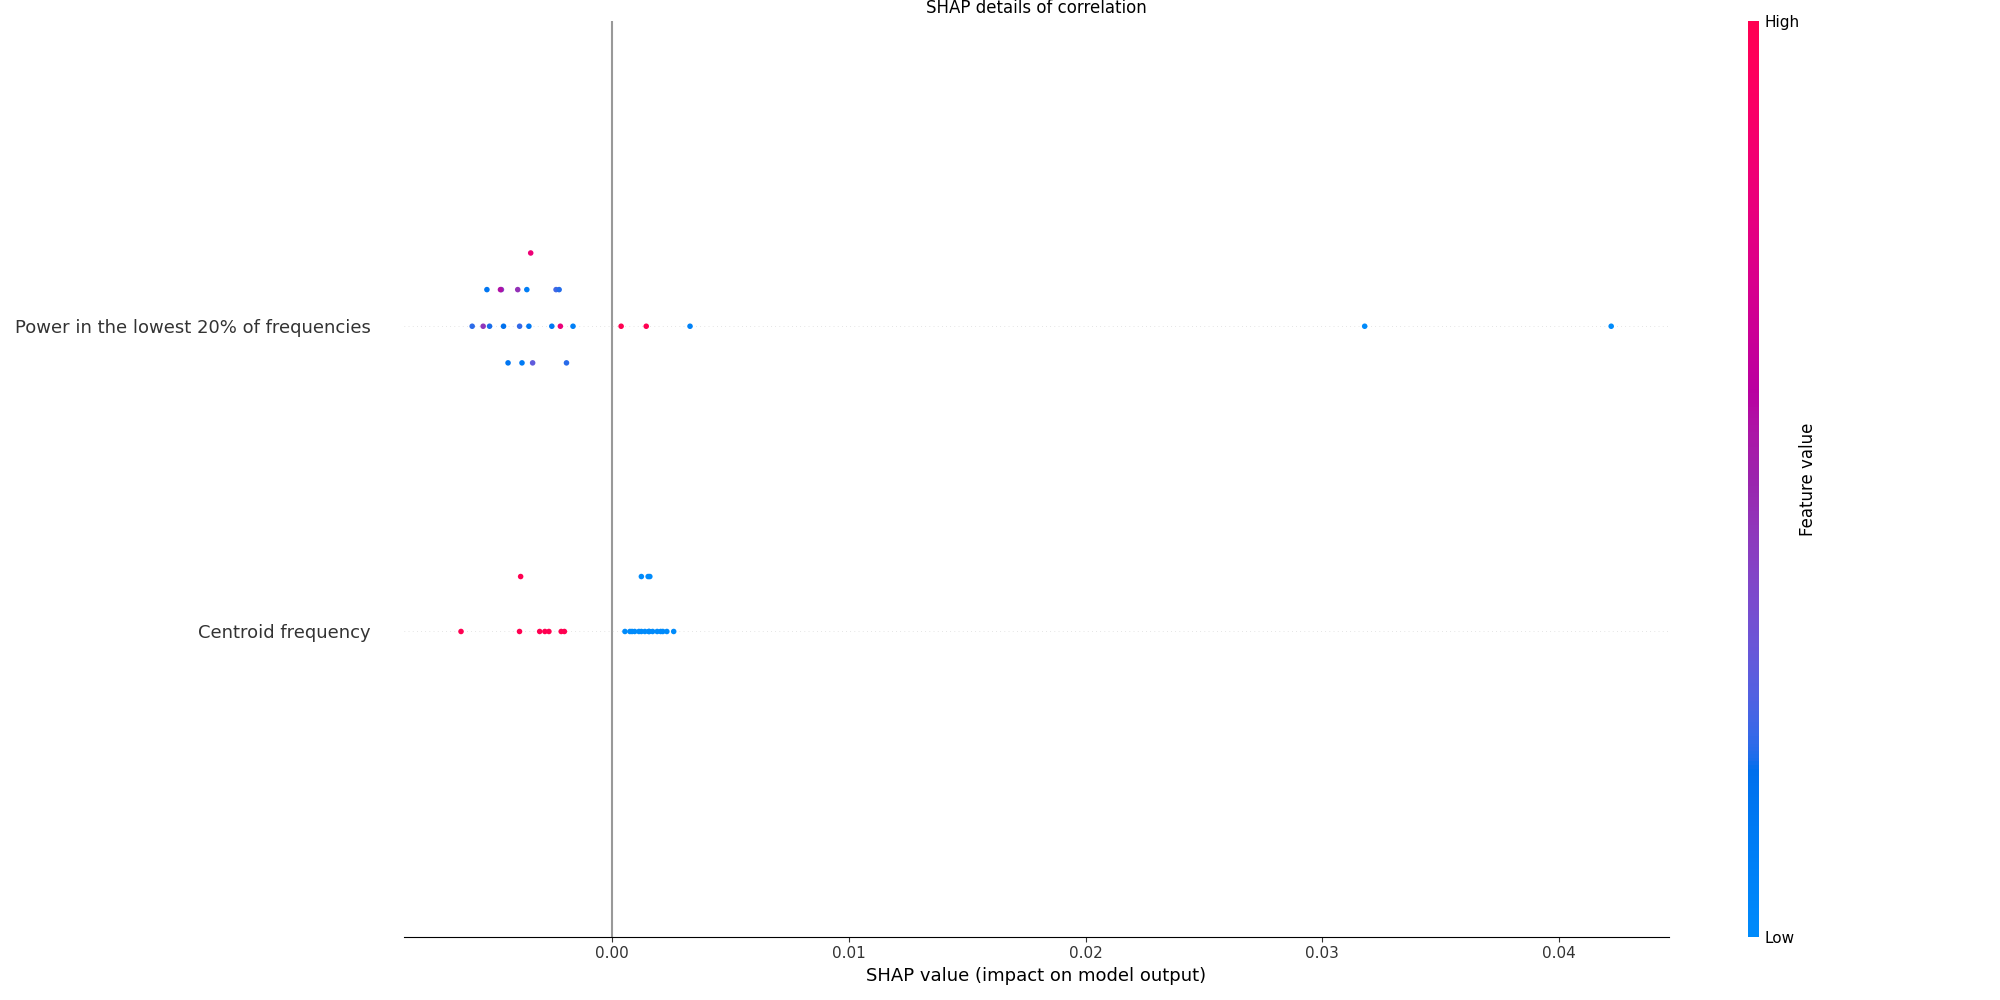 SHAP details of correlation
High
Power in the lowest 20% of frequencies
Feature value
Centroid frequency
Low
0.00 0.01 0.02 0.03 0.04
SHAP value (impact on model output)